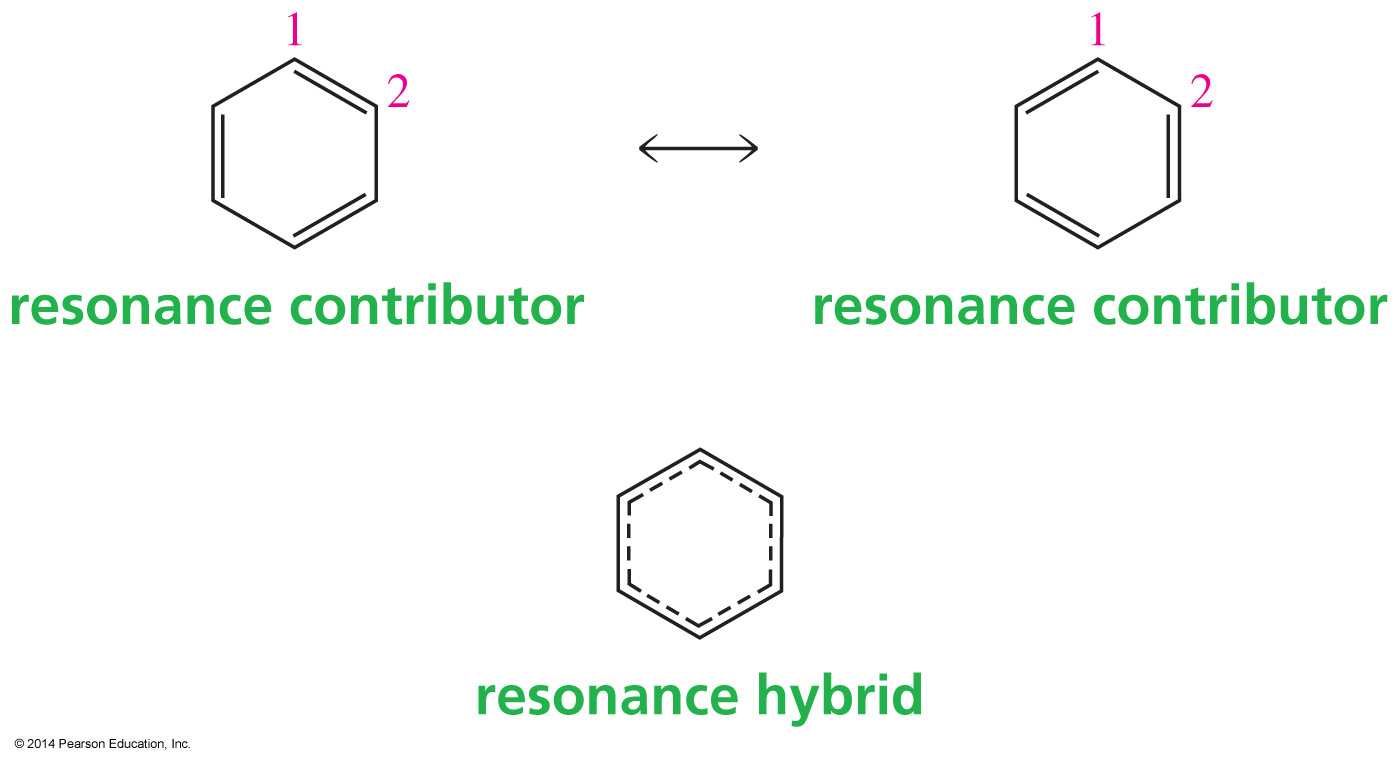 1
2
1
2
resonance contributor
resonance contributor
resonance hybrid
© 2014 Pearson Education, Inc.